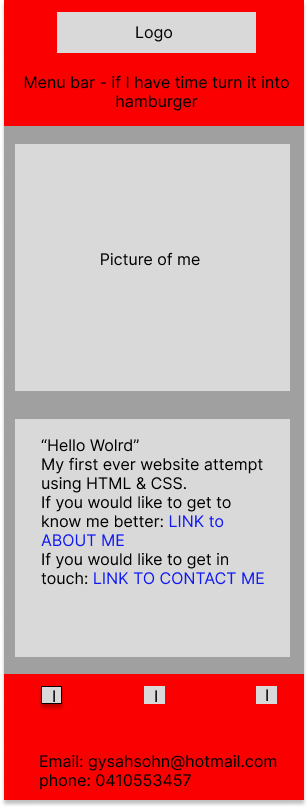 Logo
Menu bar - if I have time turn it into
hamburger
Picture of me
“Hello Wolrd”
My first ever website attempt
using HTML & CSS.
If you would like to get to
know me better: LINK to
ABOUT ME
If you would like to get in
touch: LINK TO CONTACT ME
I I I
Email: gysahsohn@hotmail.com
phone: 0410553457